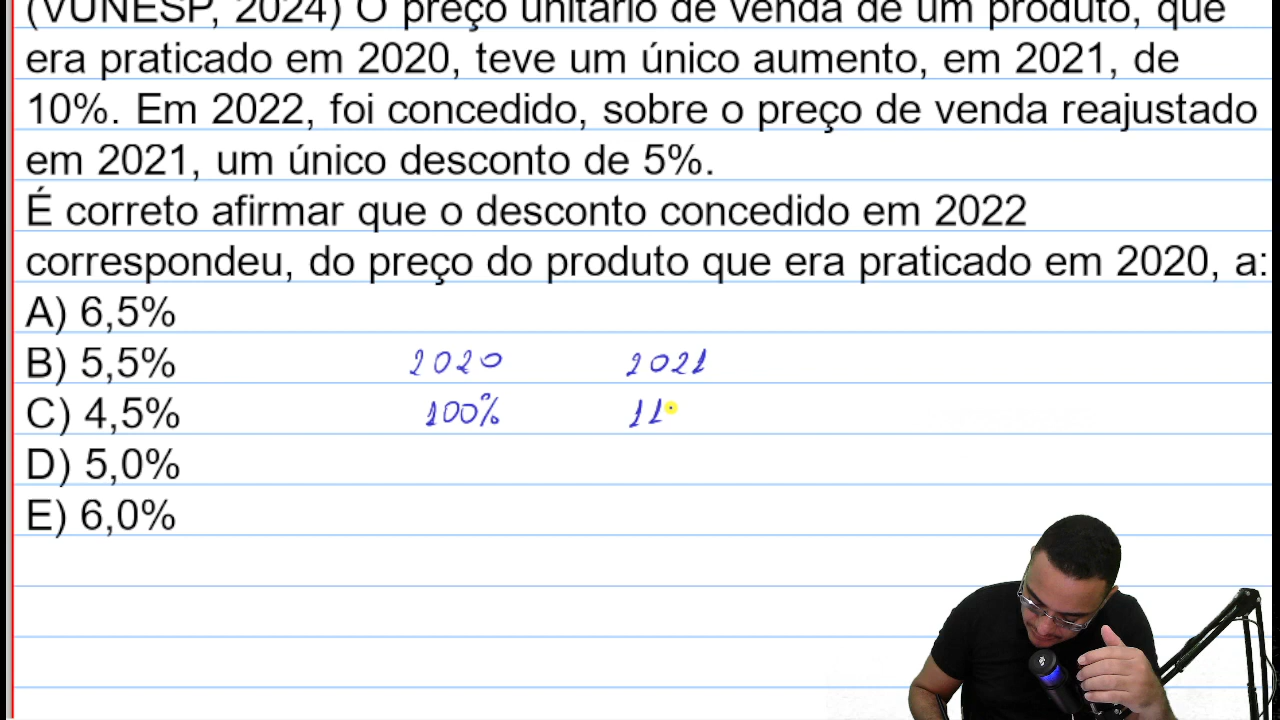 (VUNESP, 2024) O preço unitário de venda de um produto, que
era praticado em 2020, teve um único aumento, em 2021, de
10%. Em 2022, foi concedido, sobre o preço de venda reajustado
em 2021, um único desconto de 5%.
É correto afirmar que o desconto concedido em 2022
correspondeu, do preço do produto que era praticado em 2020, a:
A) 6,5%
B) 5,5%
2020 2021
C) 4,5%
100% 11
D) 5,0%
E) 6,0%